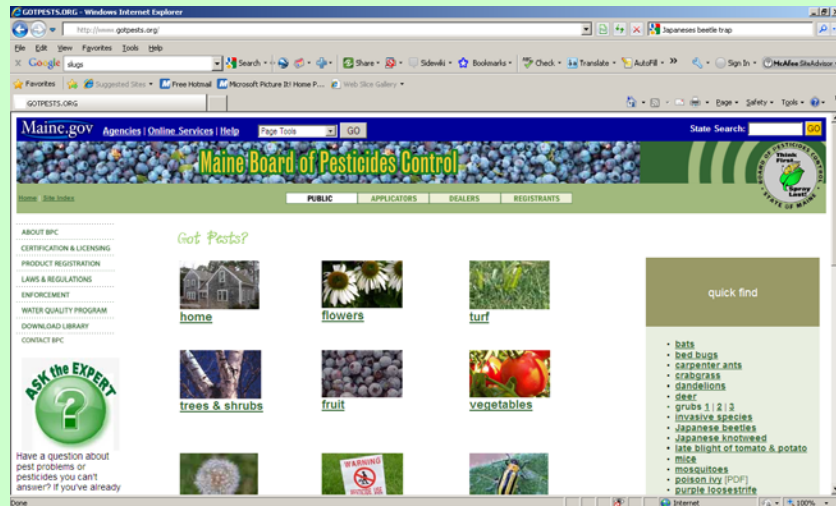 GOTPESTS.ORG - Windows Internet Explorer
http://www.gotpests.org/
Japaneses beetle trap
File Edit View Favorites Tools Help
Google slugs Search Share Sidewiki Bookmarks Check Translate AutoFill Sign In McAfee SiteAdvisor
Favorites Suggested Sites Free Hotmail Microsoft Picture It! Home P... Web Slice Gallery
GOTPESTS.ORG Page Safety Tools
Maine.gov Agencies | Online Services | Help Page Tools GO State Search: GO
Maine Board of Pesticides Control
BOARD OF PESTICIDES CONTROL
Think First...
Spray Last!
STATE OF MAINE
Home Site Index PUBLIC APPLICATORS DEALERS REGISTRANTS
ABOUT BPC
CERTIFICATION & LICENSING
PRODUCT REGISTRATION
LAWS & REGULATIONS
ENFORCEMENT
WATER QUALITY PROGRAM
DOWNLOAD LIBRARY
CONTACT BPC
ASK the EXPERT
?
Have a question about
pest problems or
pesticides you can't
answer? If you've already
Got Pests?
home flowers turf
trees & shrubs fruit vegetables
WARNING
quick find
bats
bed bugs
carpenter ants
crabgrass
dandelions
deer
grubs 1 | 2 | 3
invasive species
Japanese beetles
Japanese knotweed
late blight of tomato & potato
mice
mosquitoes
poison ivy [PDF]
purple loosestrife
Done Internet 100%